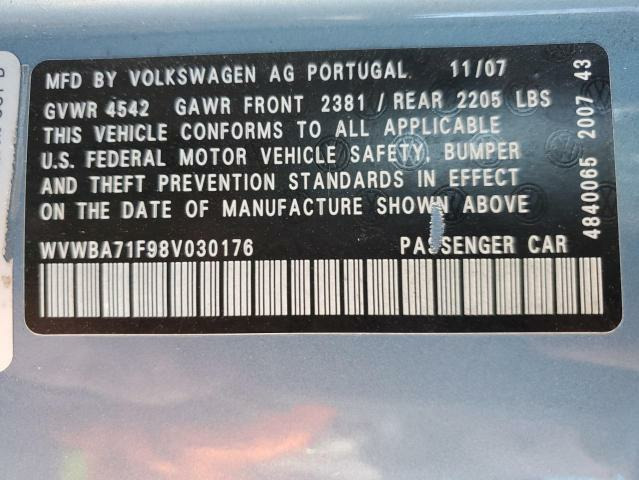 MFD BY VOLKSWAGEN AG PORTUGAL 11/07
GVWR 4542 GAWR FRONT 2381 / REAR 2205 LBS
THIS VEHICLE CONFORMS TO ALL APPLICABLE
U.S. FEDERAL MOTOR VEHICLE SAFETY, BUMPER
AND THEFT PREVENTION STANDARDS IN EFFECT
ON THE DATE OF MANUFACTURE SHOWN ABOVE
WVWBA71F98V030176 PASSENGER CAR
4840065 2007 43